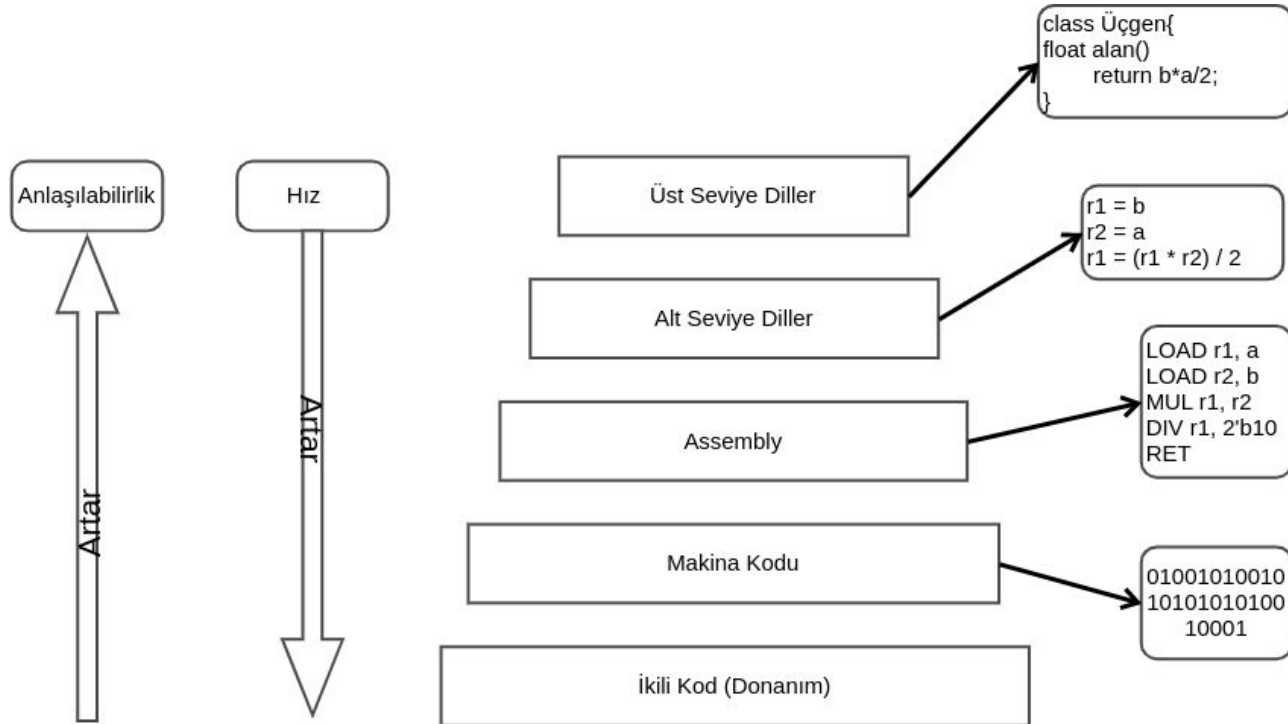 class Üçgen{
float alan()
return b*a/2;
}
Anlaşılabilirlik
Hız
Üst Seviye Diller
r1 = b
r2 = a
r1 = (r1 * r2) / 2
Alt Seviye Diller
LOAD r1, a
LOAD r2, b
MUL r1, r2
DIV r1, 2'b10
RET
Artar
Assembly
Artar
Makina Kodu
01001010010
10101010100
10001
İkili Kod (Donanım)